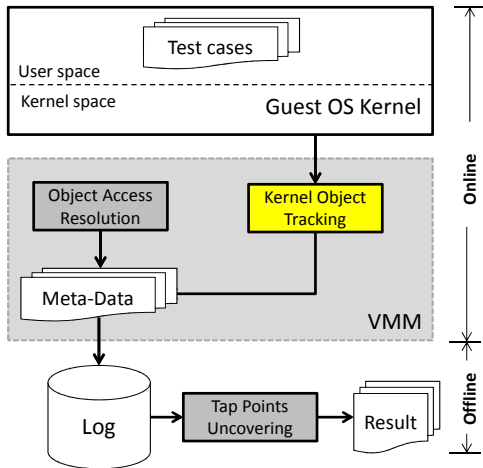 Test cases
User space
Kernel space
Guest OS Kernel
Online
Object Access
Resolution
Kernel Object
Tracking
Meta-Data
VMM
Offline
Log
Tap Points
Uncovering
Result